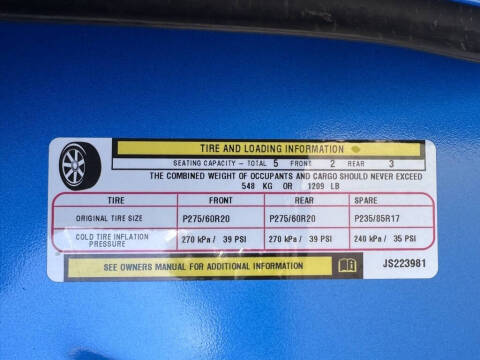 TIRE AND LOADING INFORMATION
SEATING CAPACITY - TOTAL 5 FRONT 2 REAR 3
THE COMBINED WEIGHT OF OCCUPANTS AND CARGO SHOULD NEVER EXCEED
548 KG OR 1209 LB
TIRE FRONT REAR SPARE
ORIGINAL TIRE SIZE P275/60R20 P275/60R20 P235/85R17
COLD TIRE INFLATION PRESSURE 270 kPa / 39 PSI 270 kPa / 39 PSI 240 kPa / 35 PSI
SEE OWNERS MANUAL FOR ADDITIONAL INFORMATION JS223981